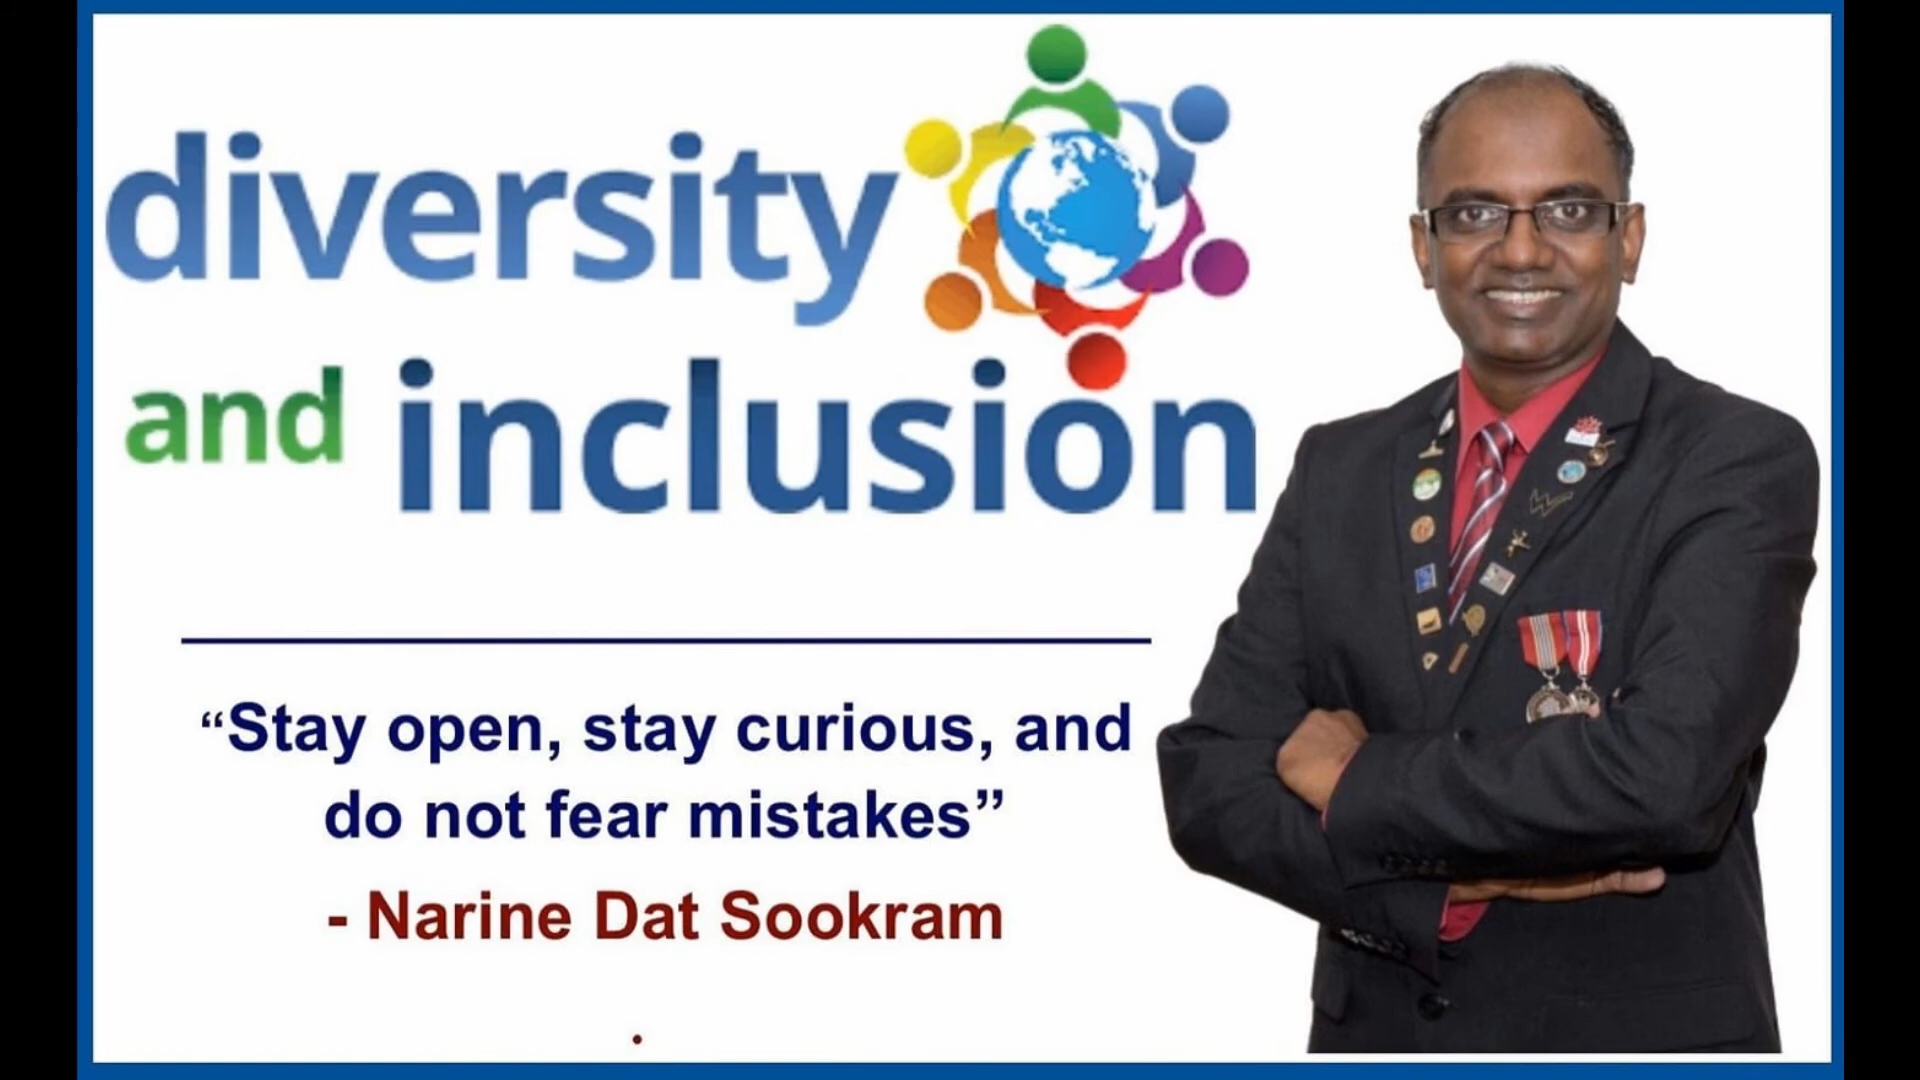 diversity
and inclusion
“Stay open, stay curious, and
do not fear mistakes”
- Narine Dat Sookram
.